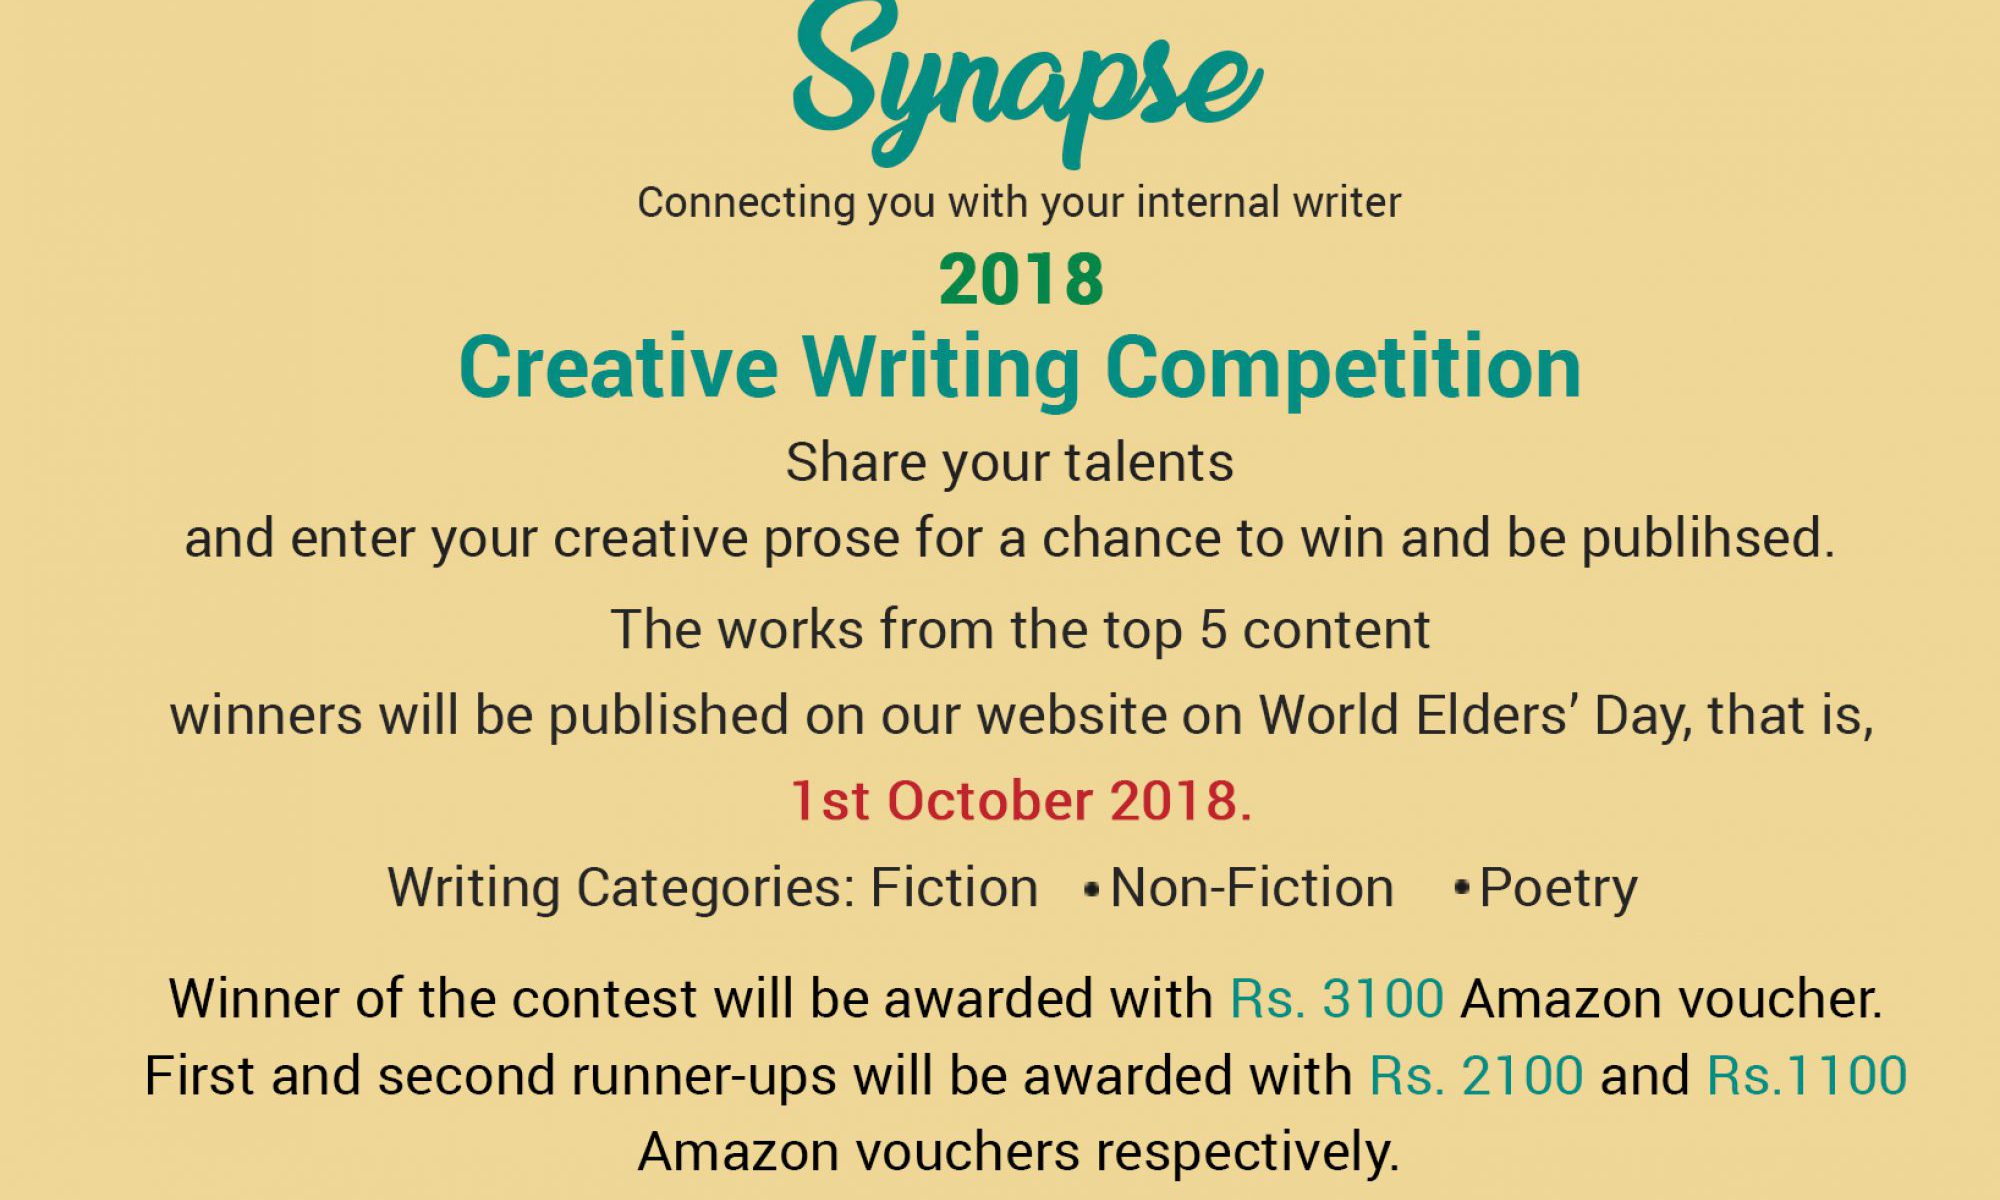 Synapse
Connecting you with your internal writer
2018
Creative Writing Competition
Share your talents
and enter your creative prose for a chance to win and be publihsed.
The works from the top 5 content
winners will be published on our website on World Elders’ Day, that is,
1st October 2018.
Writing Categories: Fiction •Non-Fiction •Poetry
Winner of the contest will be awarded with Rs. 3100 Amazon voucher.
First and second runner-ups will be awarded with Rs. 2100 and Rs.1100
Amazon vouchers respectively.